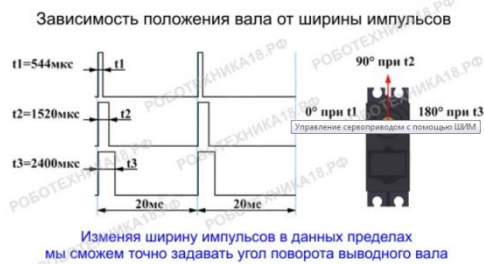 Зависимость положения вала от ширины импульсов
РОБОТЕХНИКА18.РФ
90° при t2
t1=544мкс
t1
t2=1520мкс
t2
0° при t1
180° при t3
Управление сервоприводом с помощью ШИМ
t3=2400мкс
t3
20мс
20мс
Изменяя ширину импульсов в данных пределах
мы сможем точно задавать угол поворота выводного вала